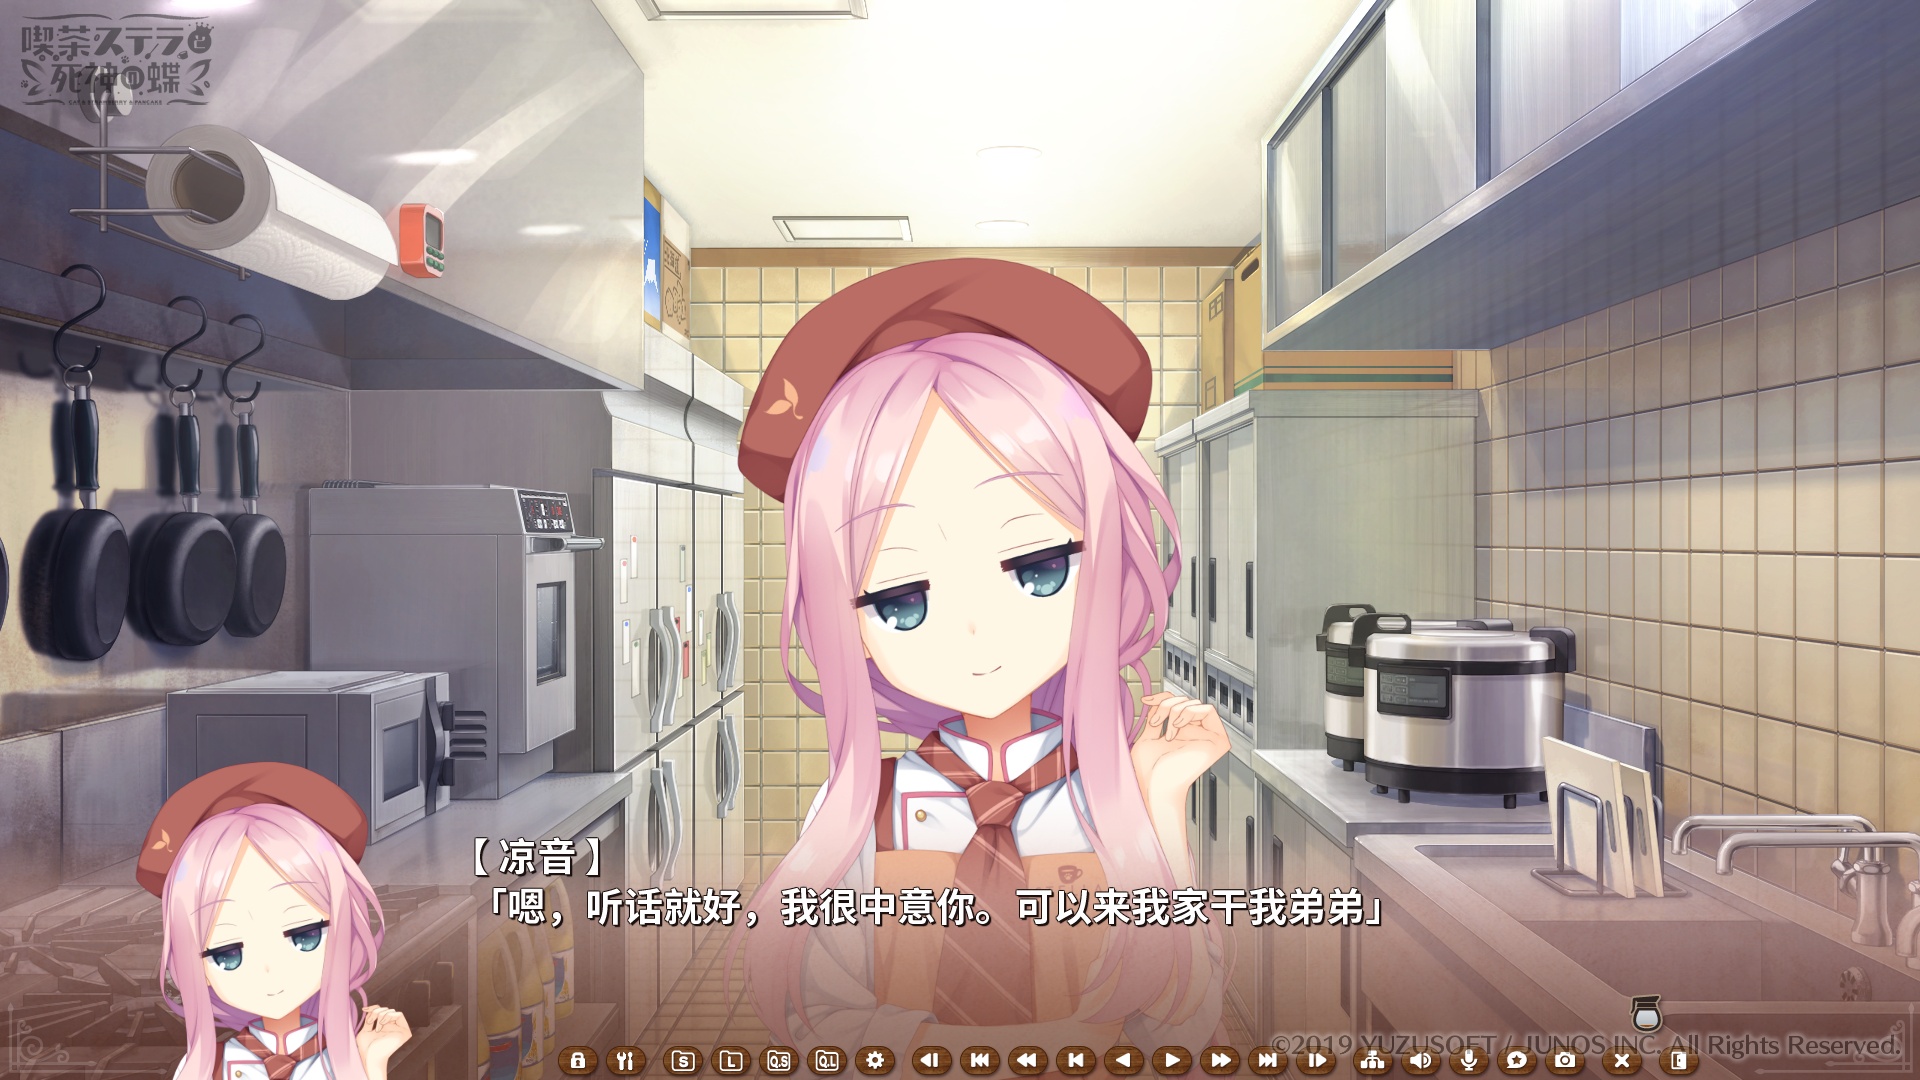 喫茶ステラと
死神の蝶
【凉音】
「嗯，听话就好，我很中意你。可以来我家干我弟弟」
©2019 YUZUSOFT / JUNOS INC. All Rights Reserved.
S
L
Q.S
Q.L